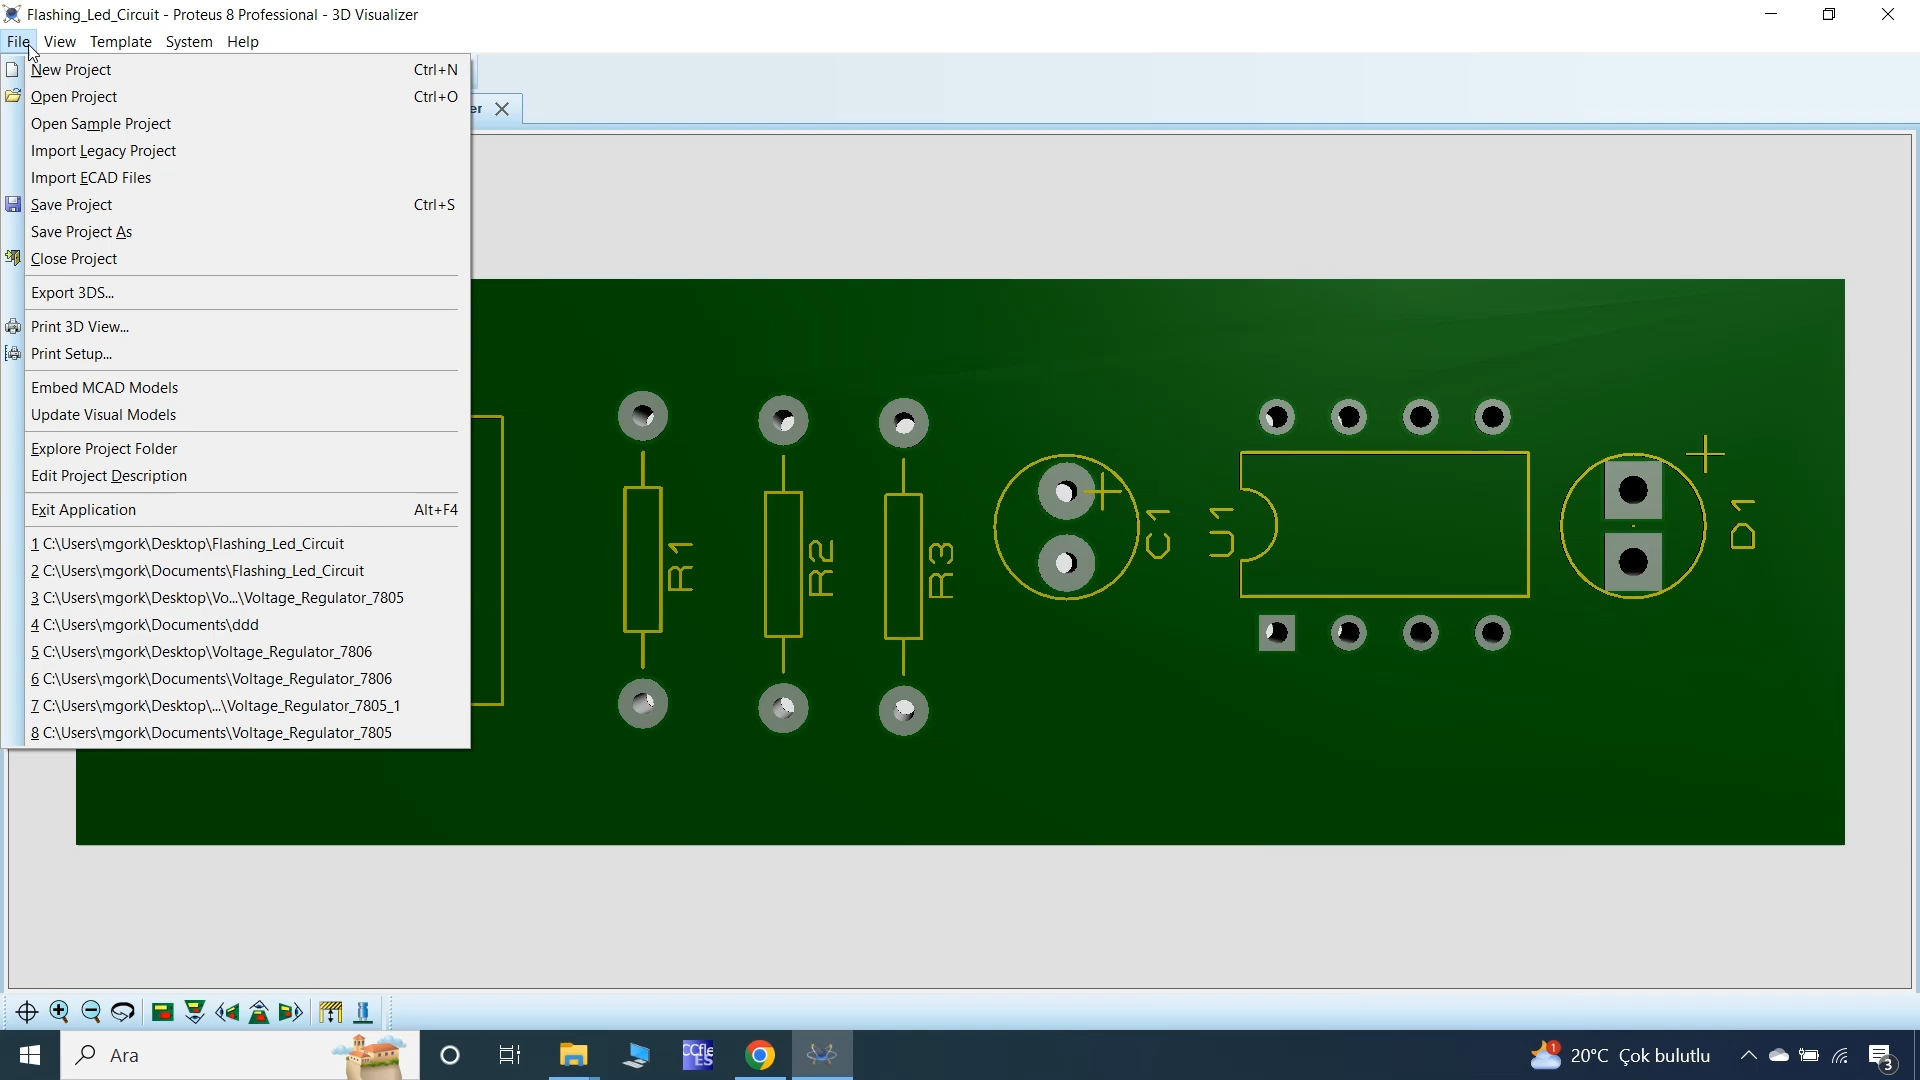 Flashing_Led_Circuit - Proteus 8 Professional - 3D Visualizer
File View Template System Help
New Project Ctrl+N
Open Project Ctrl+O
er
Open Sample Project
Import Legacy Project
Import ECAD Files
Save Project Ctrl+S
Save Project As
Close Project
Export 3DS...
Print 3D View...
Print Setup...
Embed MCAD Models
Update Visual Models
Explore Project Folder
Edit Project Description
Exit Application Alt+F4
1 C:\Users\mgork\Desktop\Flashing_Led_Circuit
2 C:\Users\mgork\Documents\Flashing_Led_Circuit
3 C:\Users\mgork\Desktop\Vo...\Voltage_Regulator_7805
4 C:\Users\mgork\Documents\ddd
5 C:\Users\mgork\Desktop\Voltage_Regulator_7806
6 C:\Users\mgork\Documents\Voltage_Regulator_7806
7 C:\Users\mgork\Desktop\...\Voltage_Regulator_7805_1
8 C:\Users\mgork\Documents\Voltage_Regulator_7805
R1
R2
R3
C1
U1
D1
Ara
CCfle
ES
1
20°C Çok bulutlu
3